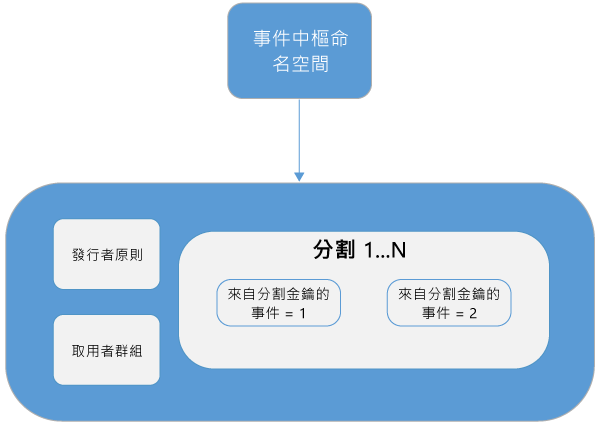 事件中樞命
名空間
發行者原則
取用者群組
分割 1...N
來自分割金鑰的
事件 = 1
來自分割金鑰的
事件 = 2